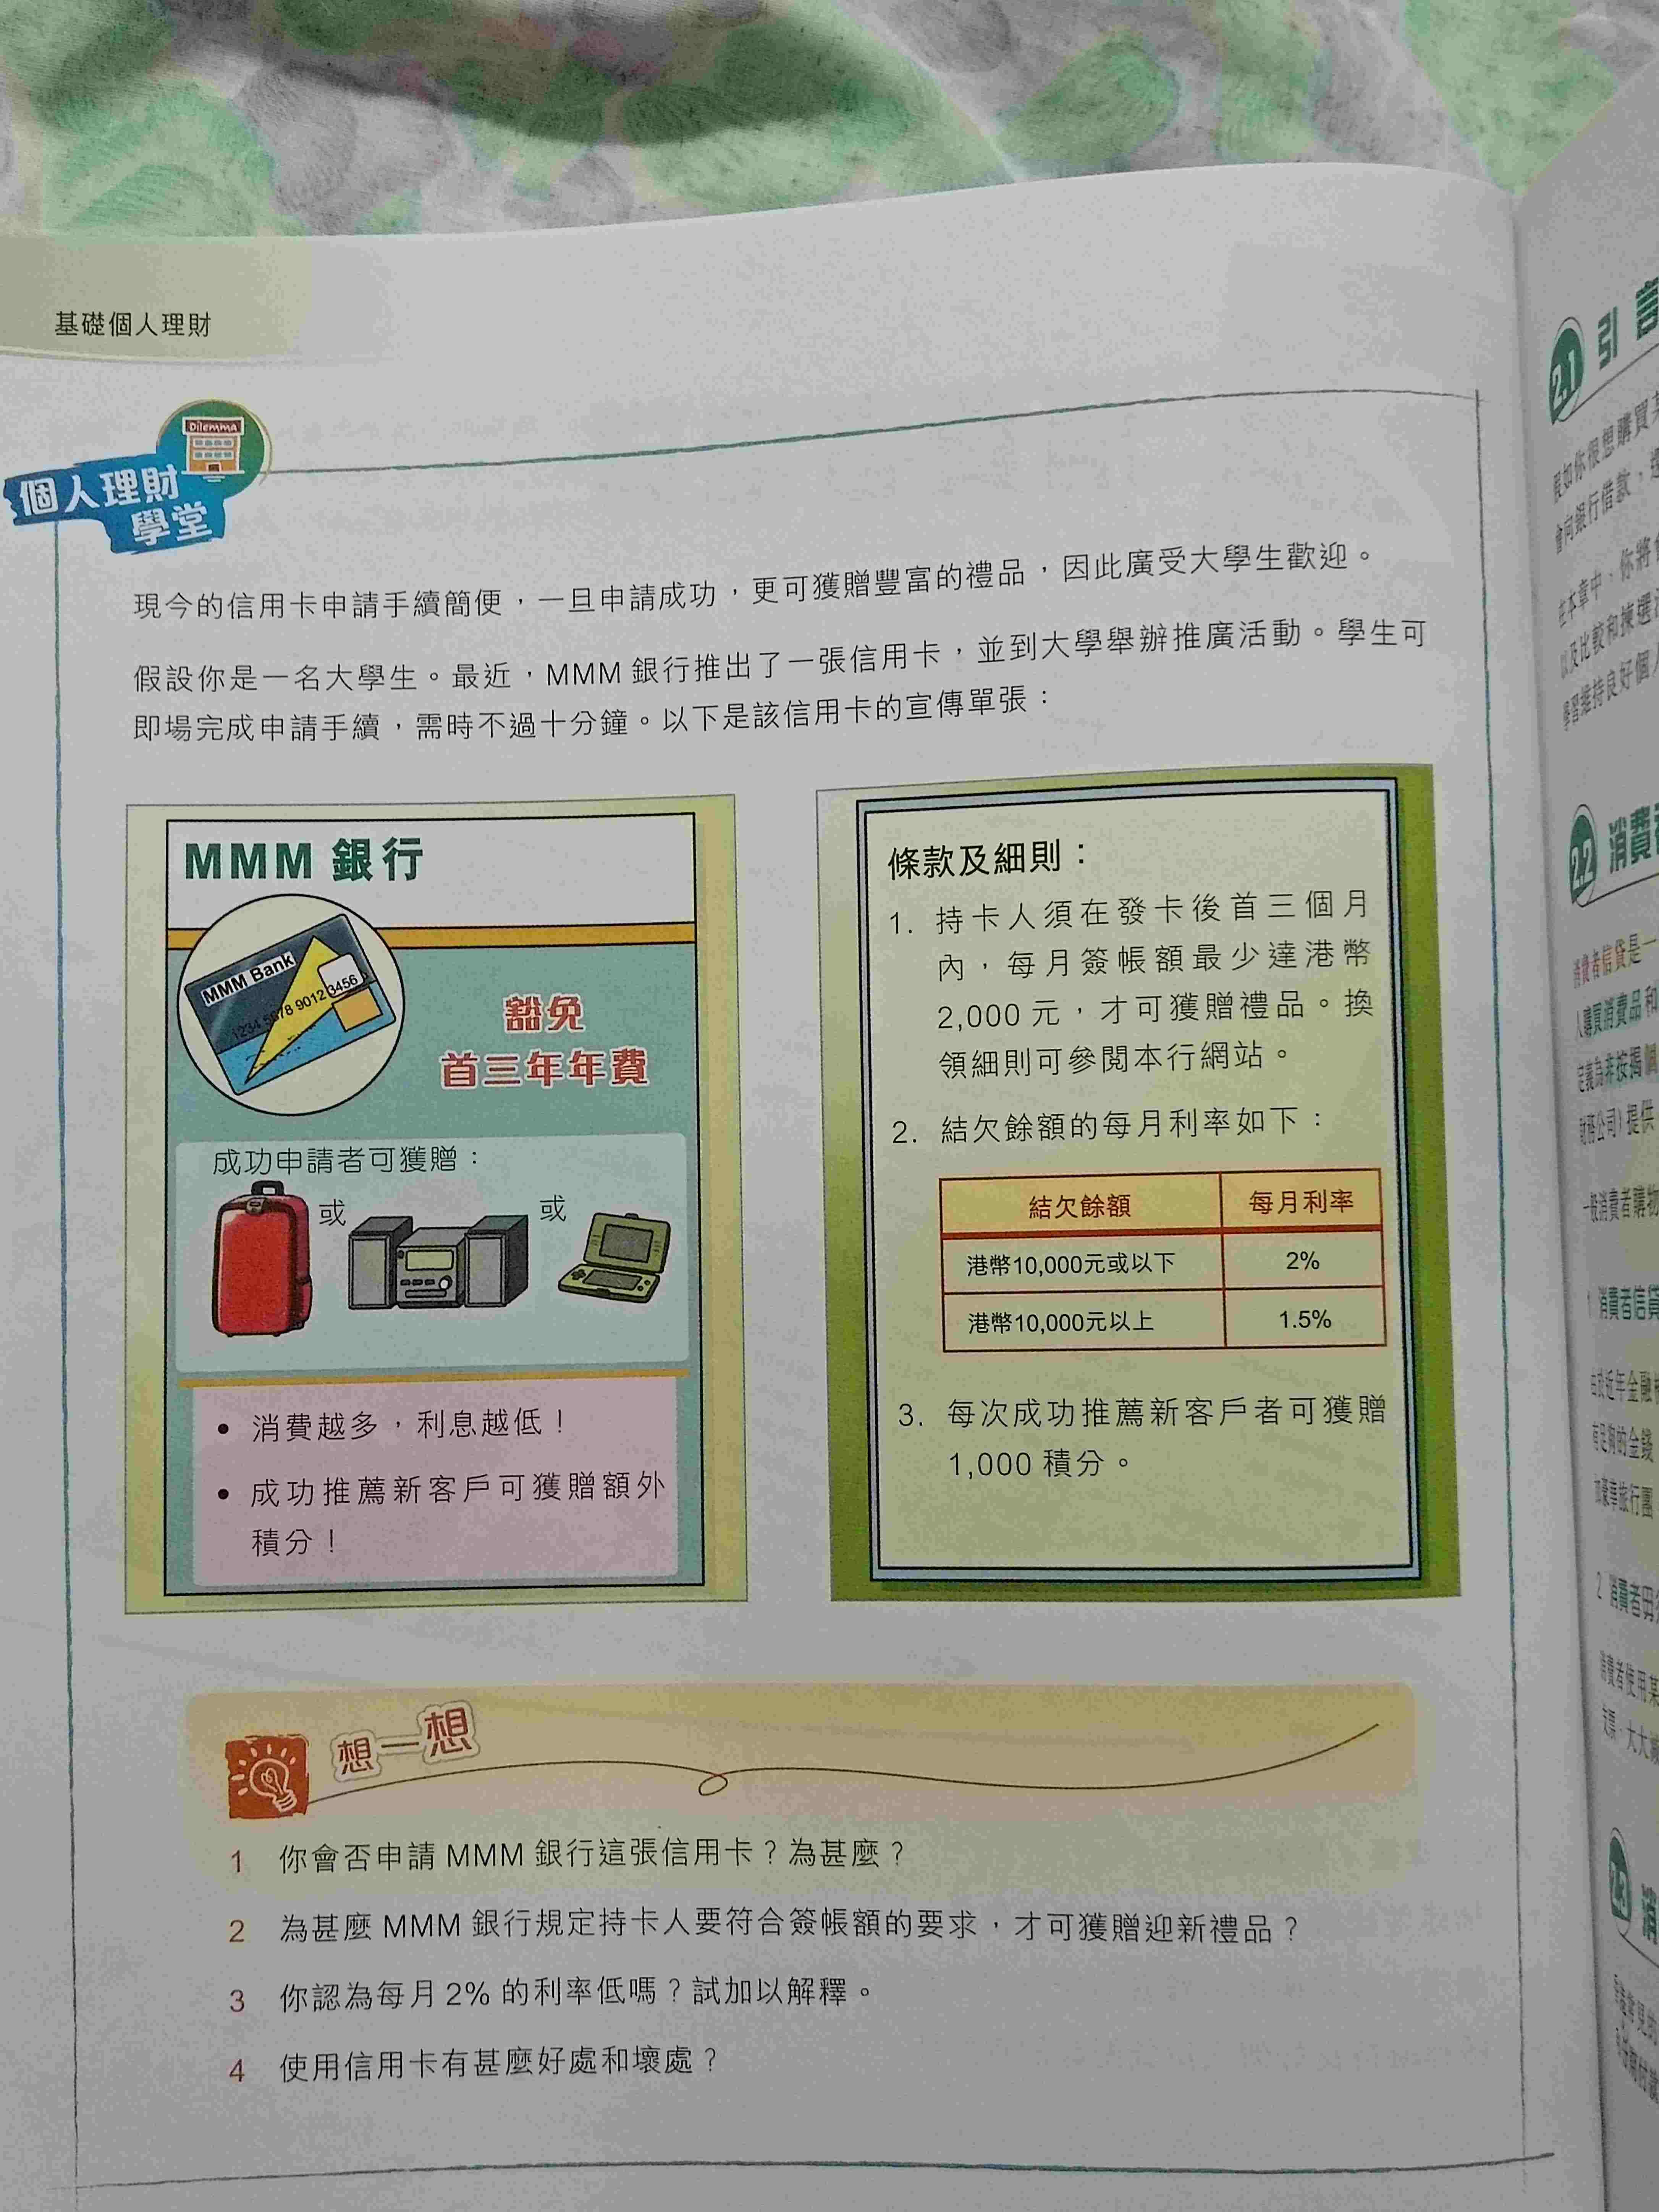 基礎個人理財
Dilemma
個人理財
學堂
現今的信用卡申請手續簡便，一旦申請成功，更可獲贈豐富的禮品，因此廣受大學生歡迎。
假設你是一名大學生。最近，MMM 銀行推出了一張信用卡，並到大學舉辦推廣活動。學生可
即場完成申請手續，需時不過十分鐘。以下是該信用卡的宣傳單張：
MMM 銀行
MMM Bank
1234 5678 9012 3456
豁免
首三年年費
成功申請者可獲贈：
或
或
• 消費越多，利息越低！
• 成功推薦新客戶可獲贈額外
積分！
條款及細則：
1. 持卡人須在發卡後首三個月
內，每月簽帳額最少達港幣
2,000 元，才可獲贈禮品。換
領細則可參閱本行網站。
2. 結欠餘額的每月利率如下：
結欠餘額 每月利率
港幣10,000元或以下 2%
港幣10,000元以上 1.5%
3. 每次成功推薦新客戶者可獲贈
1,000 積分。
想一想
1 你會否申請 MMM 銀行這張信用卡？為甚麼？
2 為甚麼 MMM 銀行規定持卡人要符合簽帳額的要求，才可獲贈迎新禮品？
3 你認為每月 2% 的利率低嗎？試加以解釋。
4 使用信用卡有甚麼好處和壞處？
2.1 引言
假如你很想購買
會向銀行借款，
在本章中，你將
以及比較和揀選
學習維持良好個人
2.2 消費
消費者信貸是一
人購買消費品和
定義為非按揭個
財務公司）提供
一般消費者購物
1 消費者信貸
由於近年金融
有足夠的金錢
如豪華旅行團
2 消費者毋
消費者使用某
支票，大大減
2.3 消